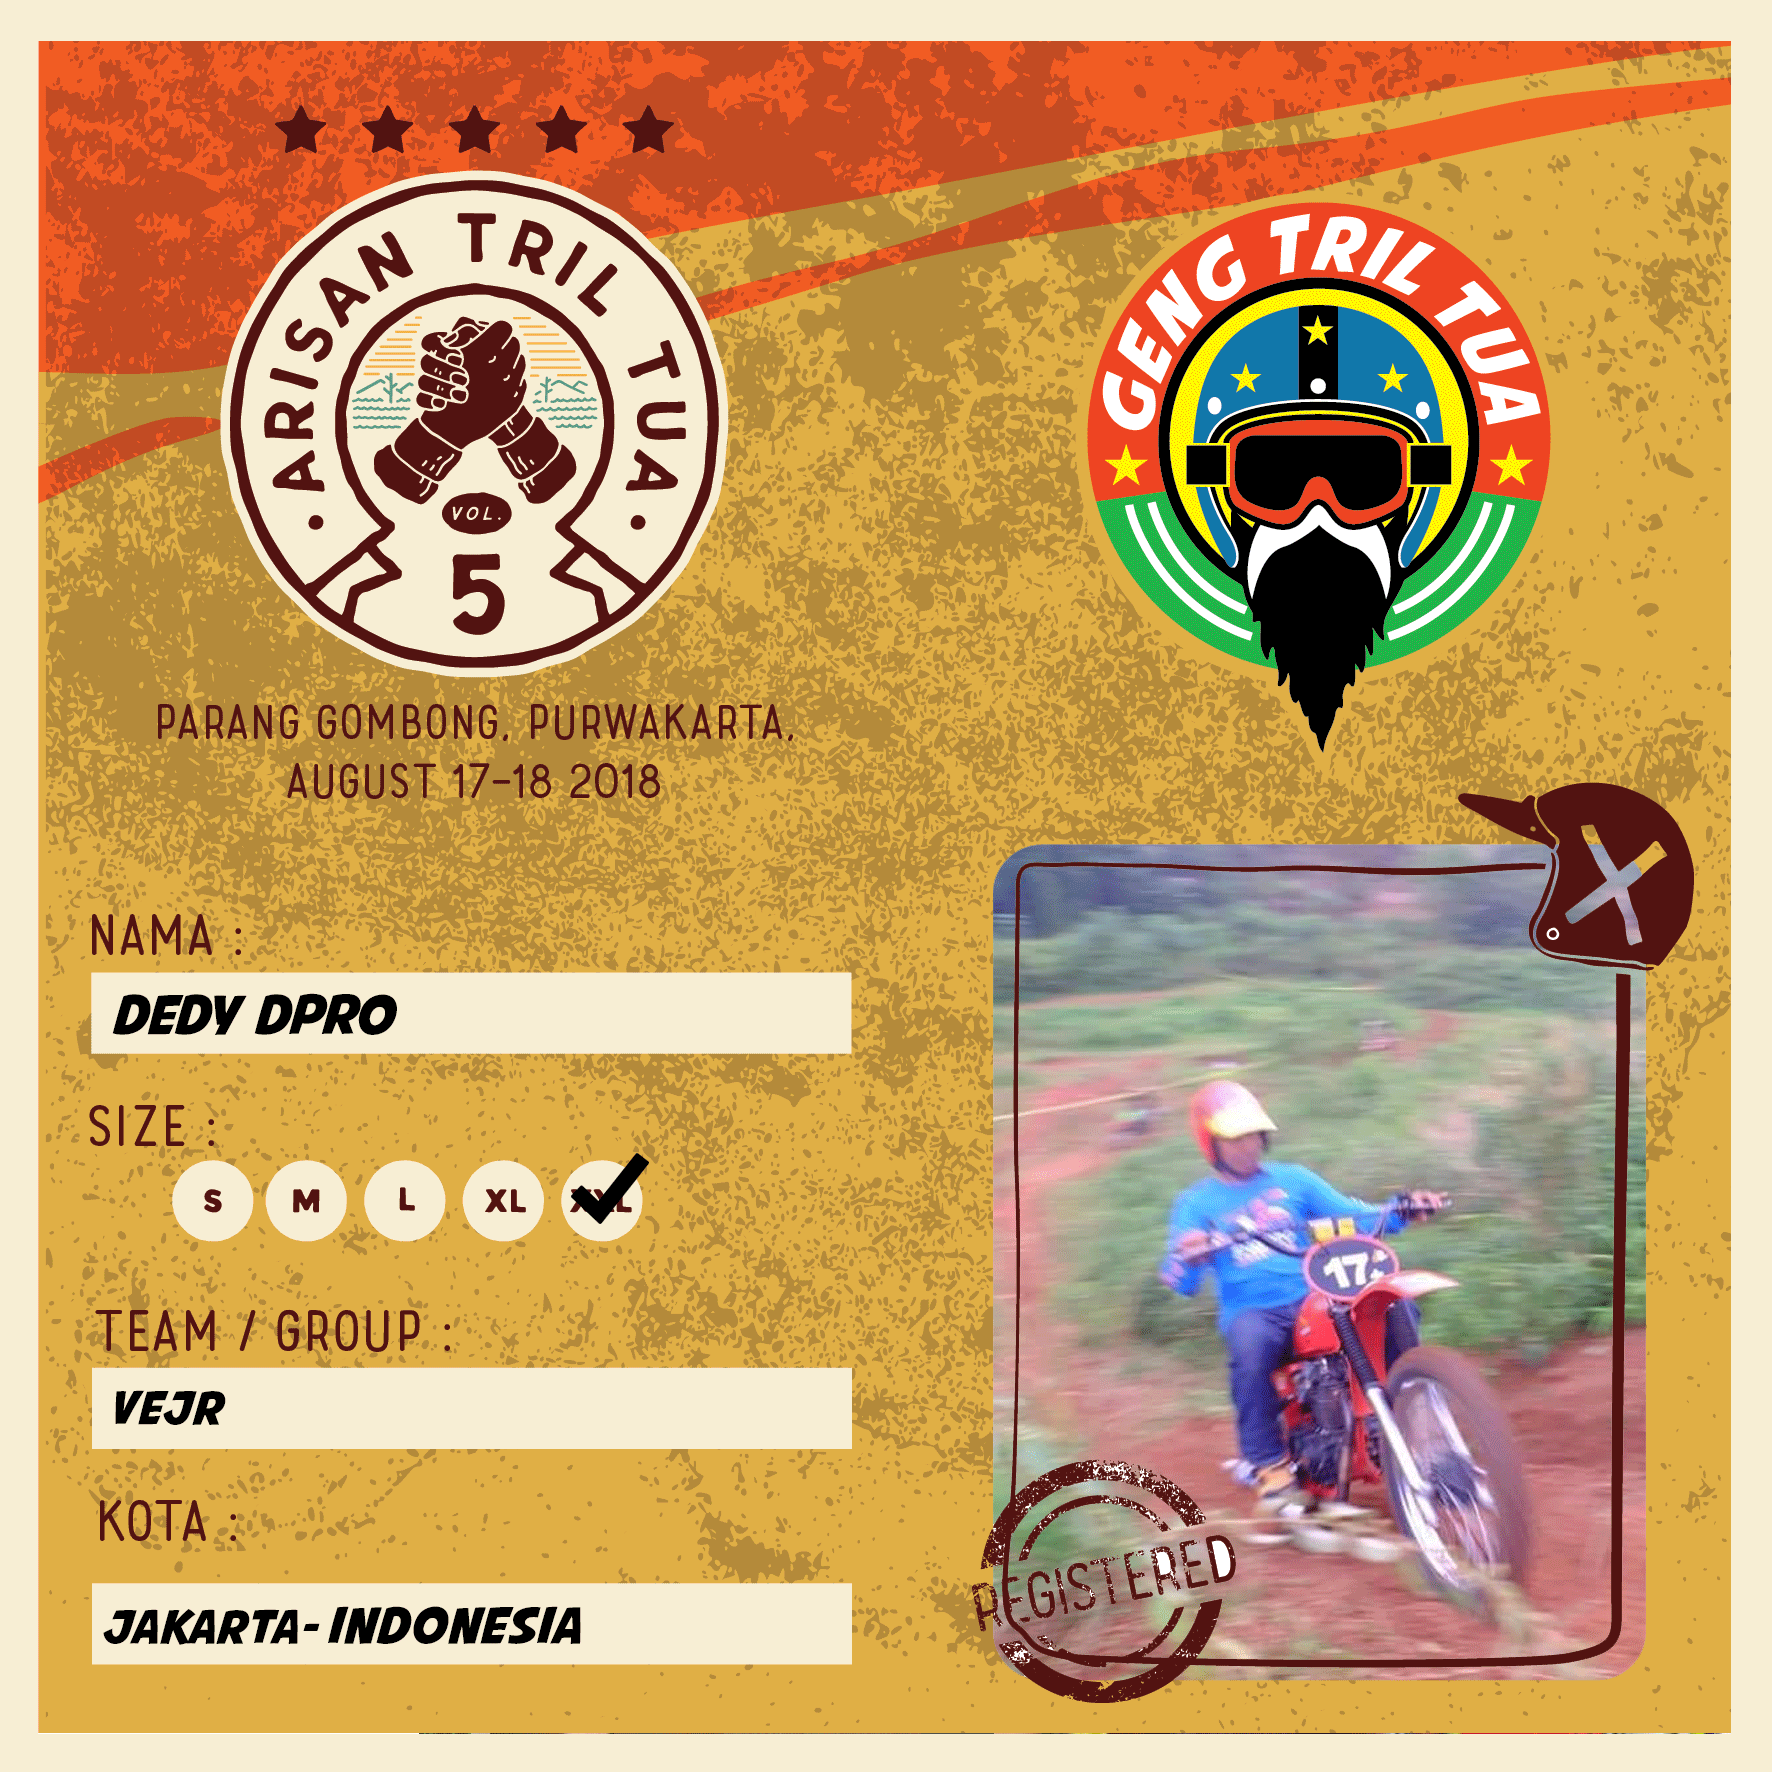 ARISAN TRIL TUA
VOL.
5
GENG TRIL TUA
PARANG GOMBONG, PURWAKARTA,
AUGUST 17-18 2018
NAMA :
DEDY DPRO
SIZE :
S M L XL XXL
TEAM / GROUP :
VEJR
KOTA :
JAKARTA- INDONESIA
REGISTERED